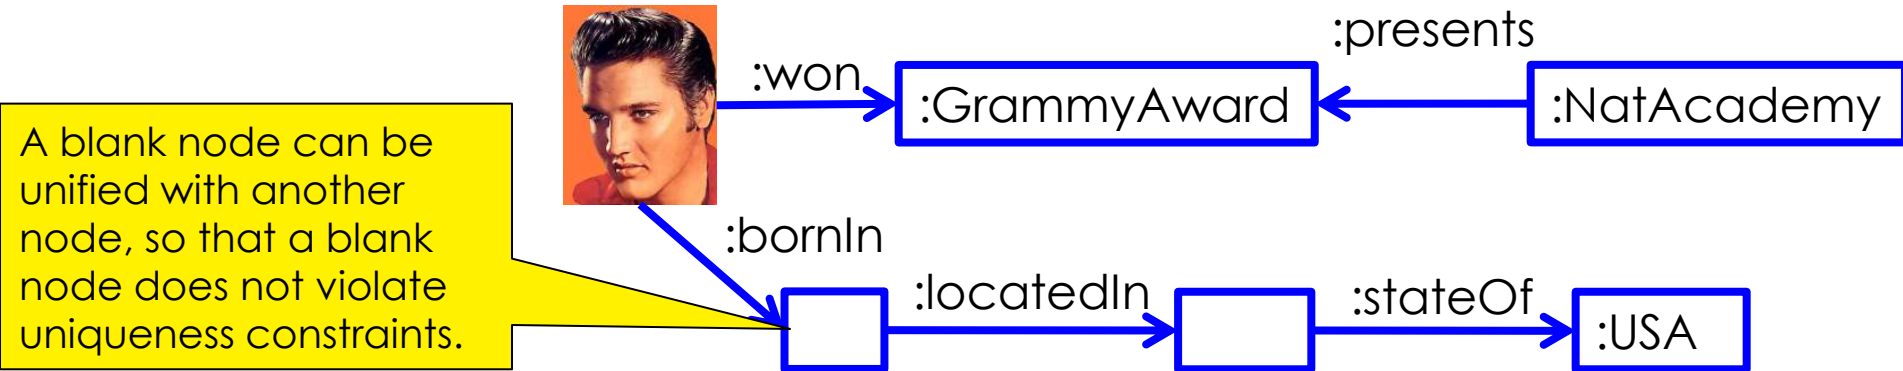 :presents
:won
:GrammyAward
:NatAcademy
A blank node can be
unified with another
node, so that a blank
node does not violate
uniqueness constraints.
:bornIn
:locatedIn
:stateOf
:USA